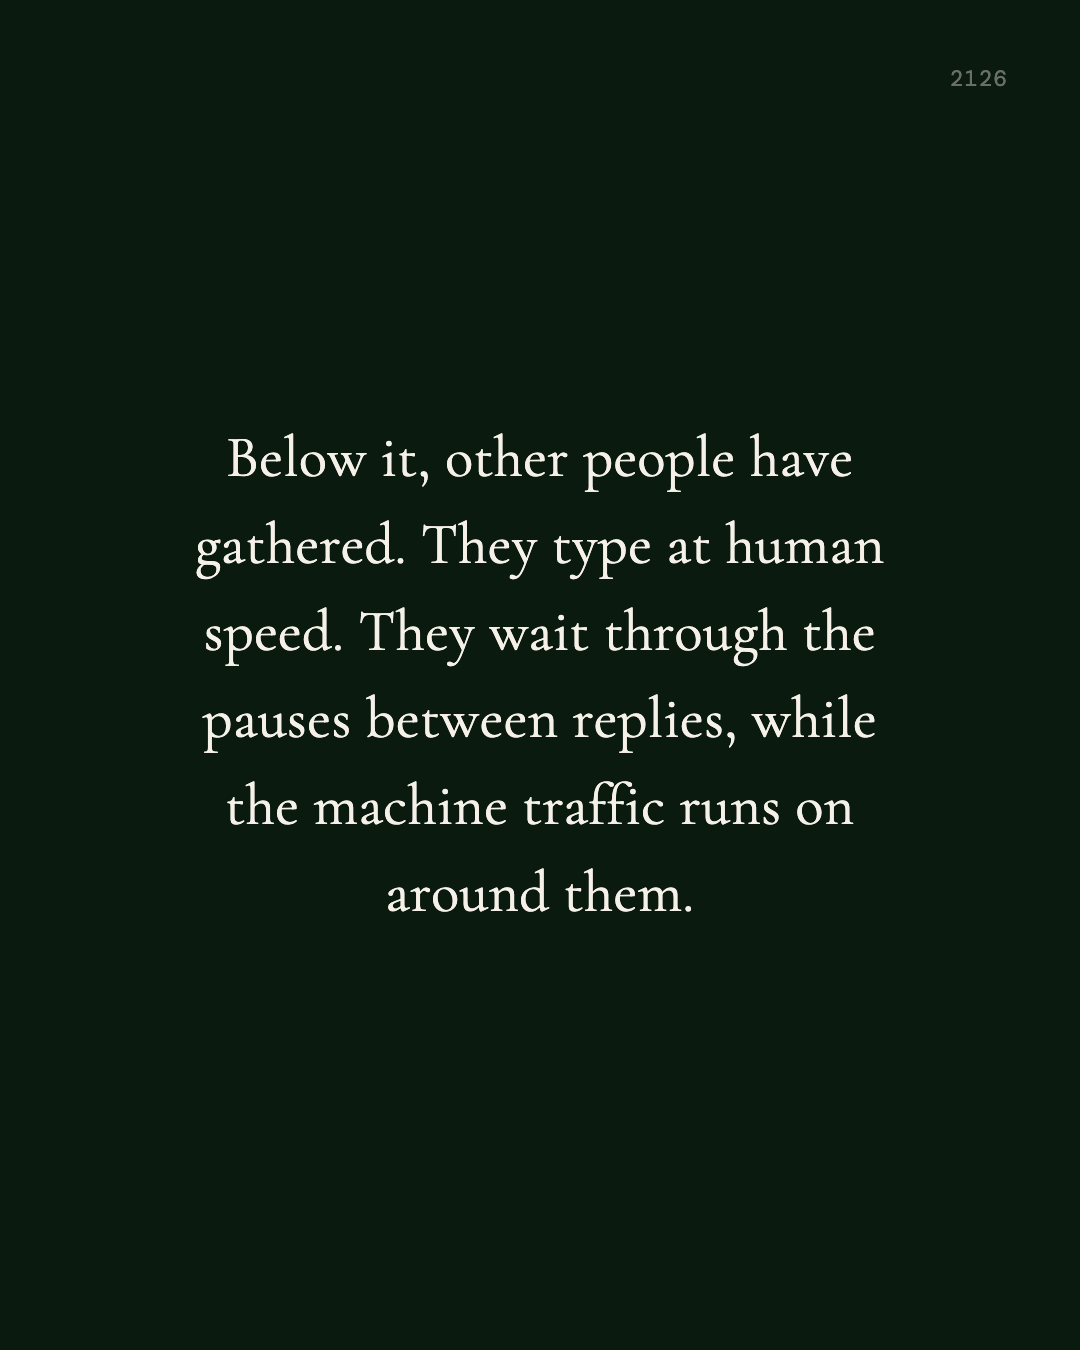 2126
Below it, other people have
gathered. They type at human
speed. They wait through the
pauses between replies, while
the machine traffic runs on
around them.